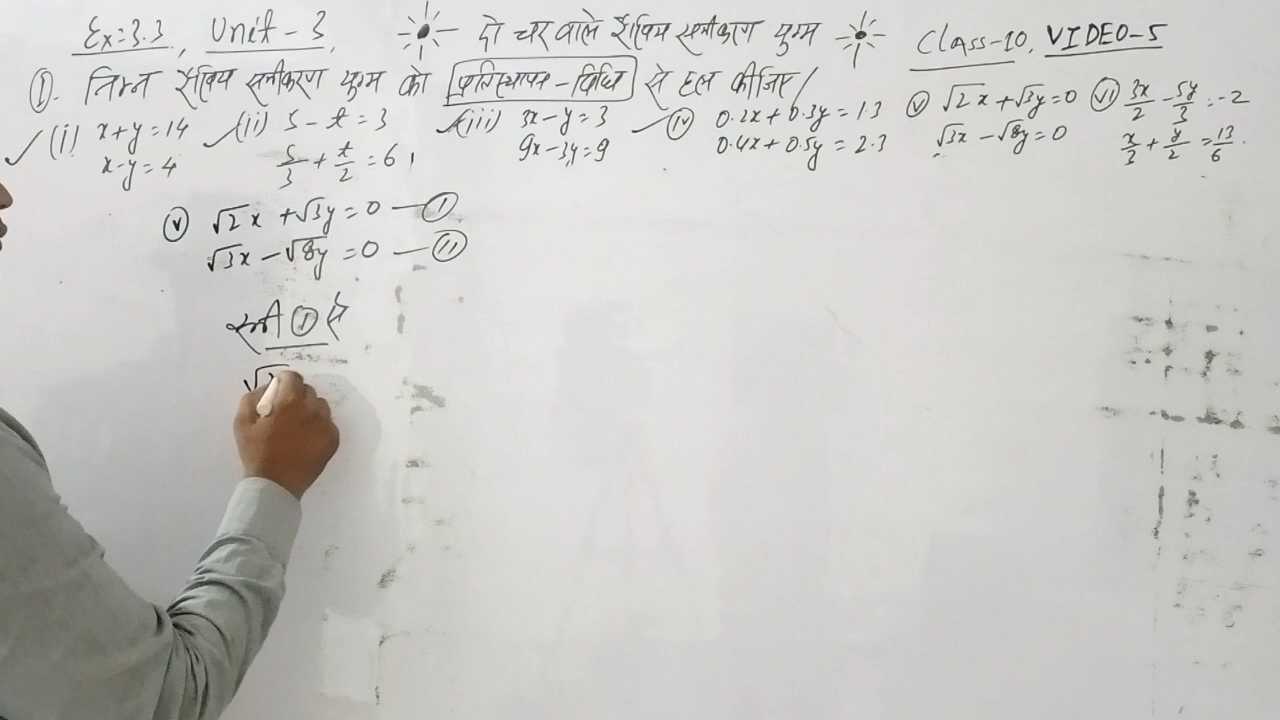 Ex:3.3, Unit-3, दो चर वाले रैखिक समीकरण युग्म Class-10, VIDEO-5
①. निम्न रैखिक समीकरण युग्म को प्रतिस्थापन-विधि से हल कीजिए/
(i) x+y=14 (ii) s-t=3 (iii) 3x-y=3 (iv) 0.2x+0.3y=1.3 (v) √2x+√3y=0 (vi) 3x/2-5y/3=-2
x-y=4 s/3+t/2=6 9x-3y=9 0.4x+0.5y=2.3 √3x-√8y=0 x/3+y/2=13/6
(v) √2x+√3y=0 — (I)
√3x-√8y=0 — (II)
समी (I) से